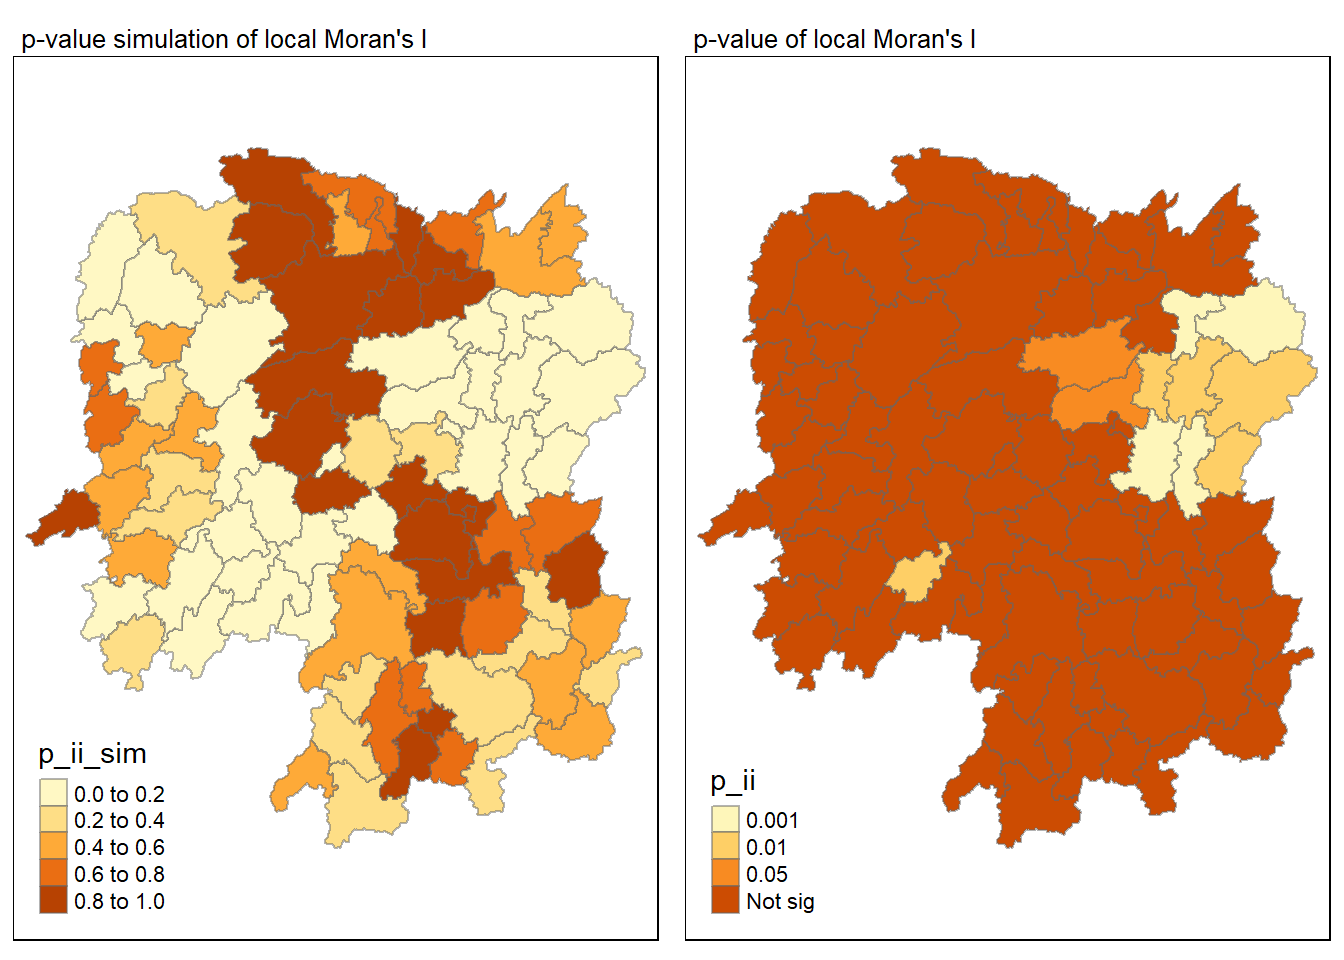 p-value simulation of local Moran's I
p-value of local Moran's I
p_ii_sim
0.0 to 0.2
0.2 to 0.4
0.4 to 0.6
0.6 to 0.8
0.8 to 1.0
p_ii
0.001
0.01
0.05
Not sig